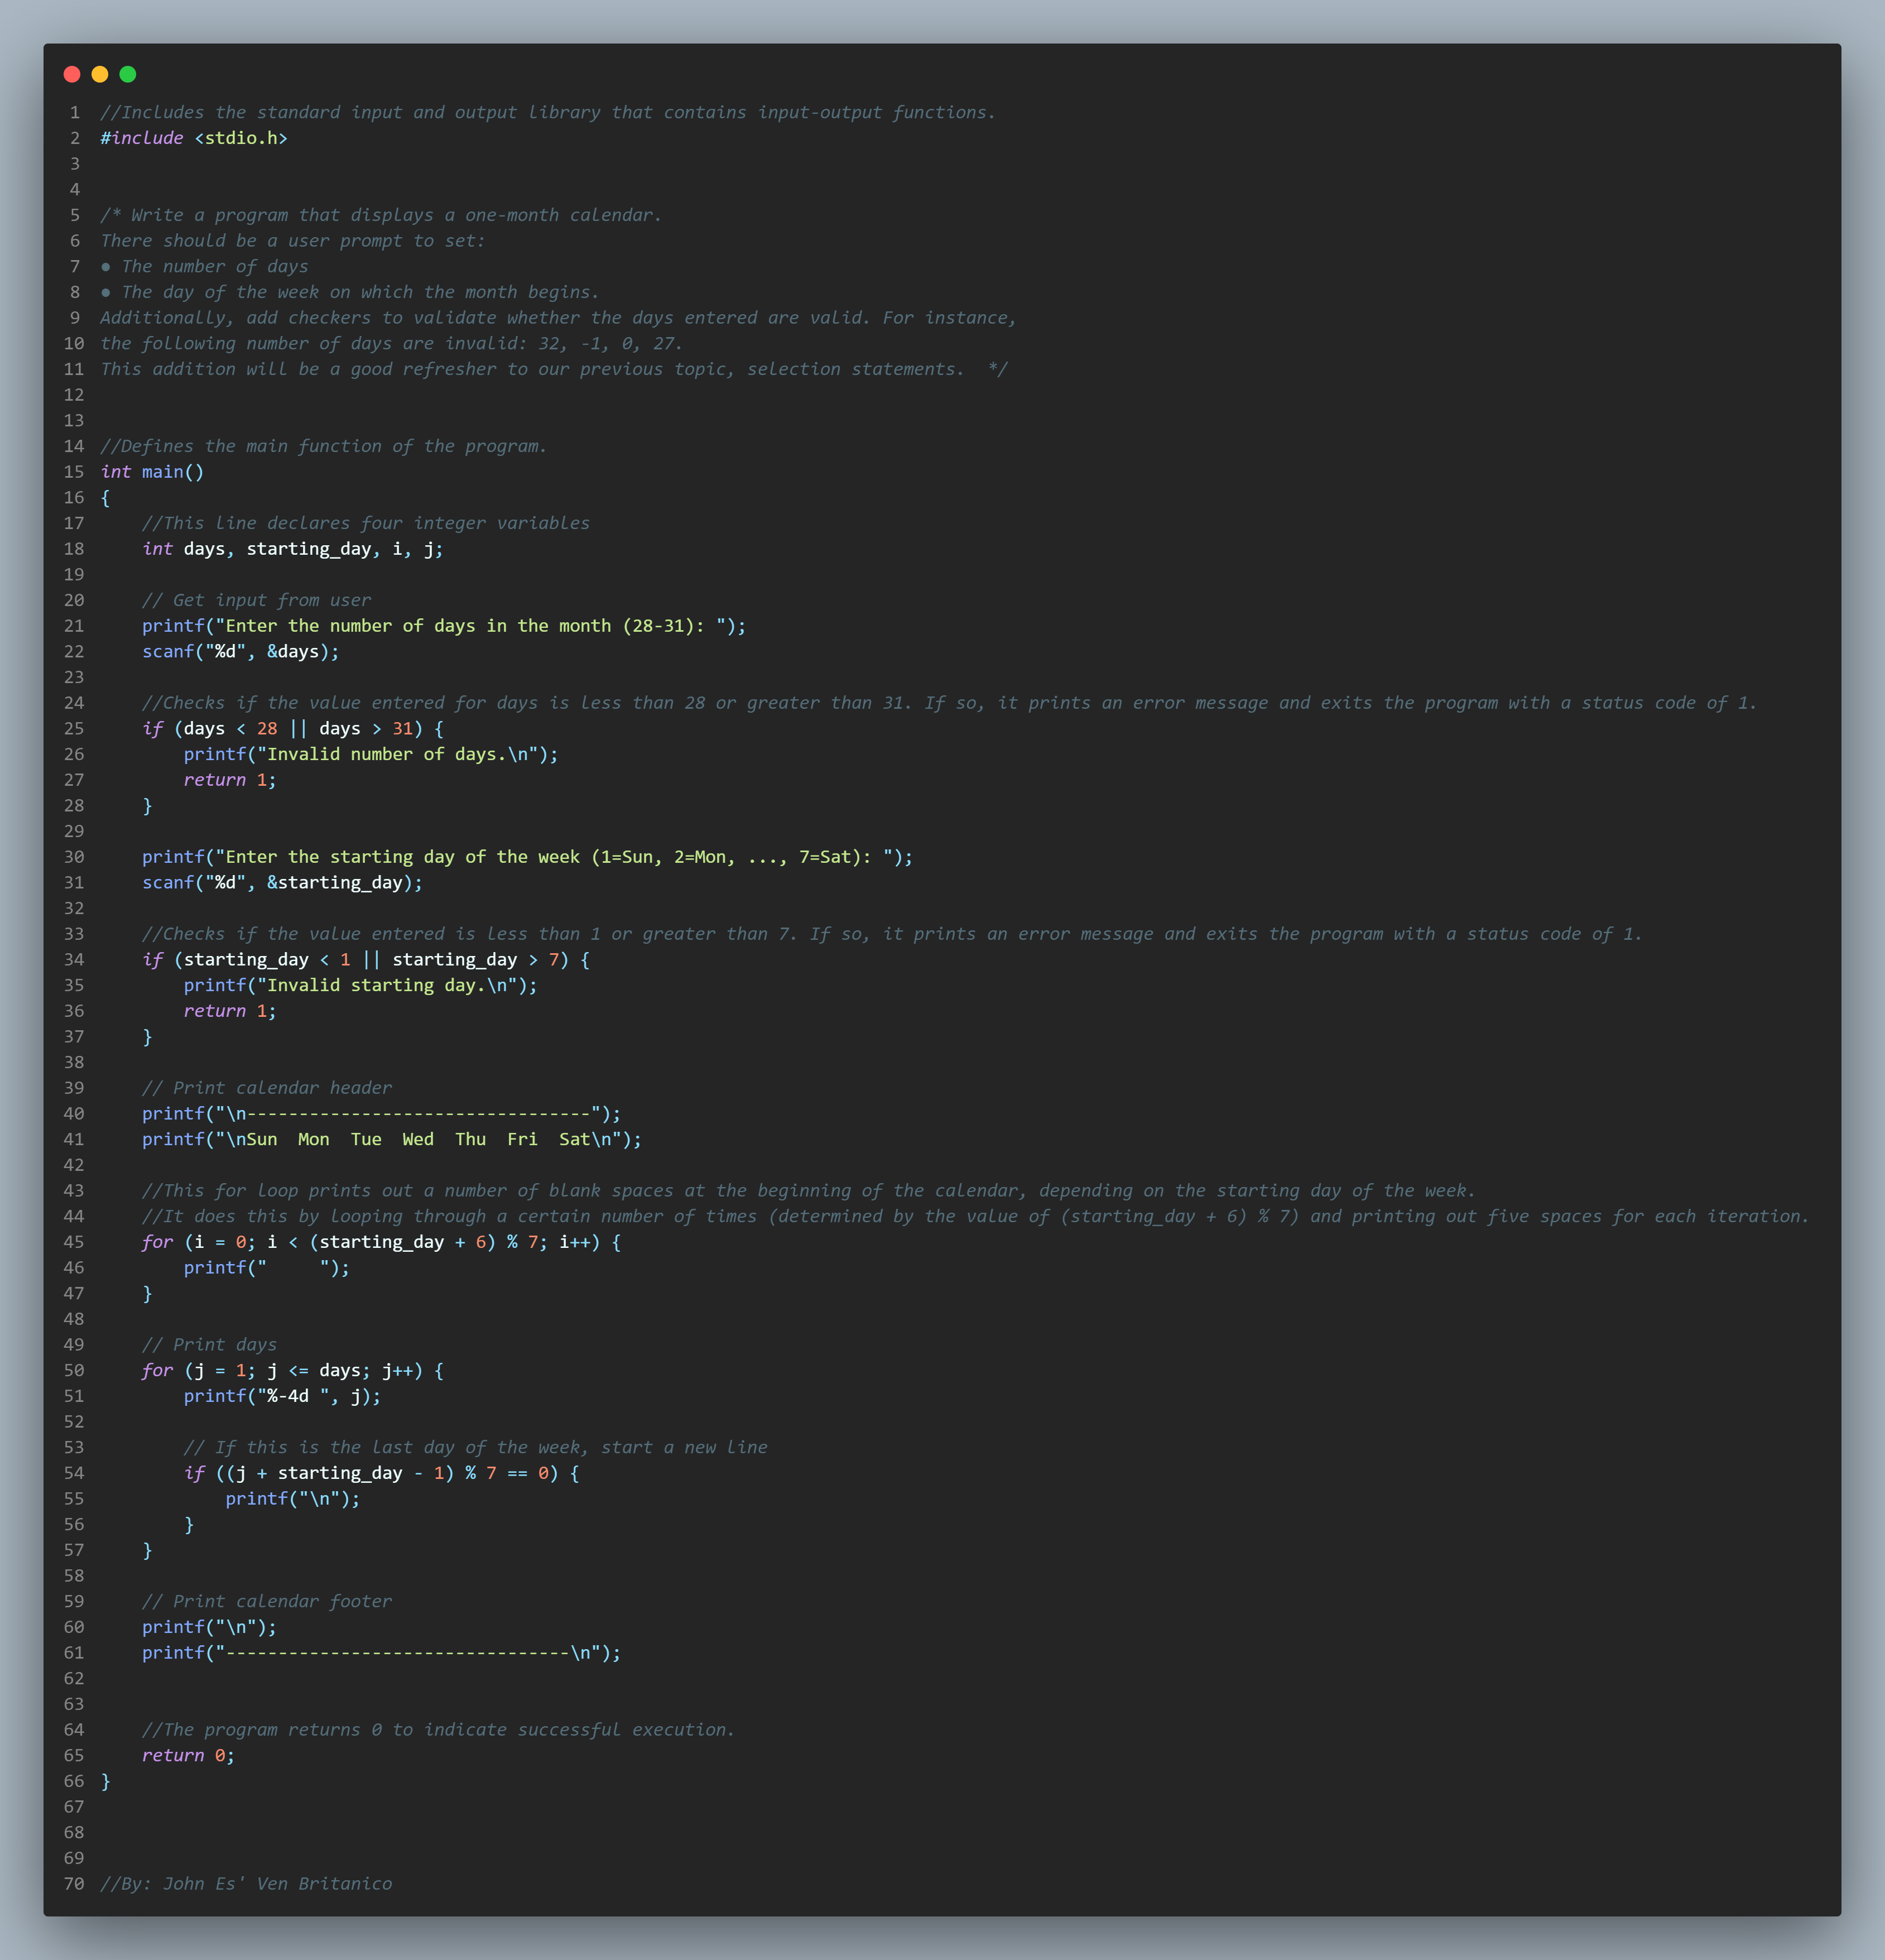 1 //Includes the standard input and output library that contains input-output functions.
2 #include <stdio.h>
3
4
5 /* Write a program that displays a one-month calendar.
6 There should be a user prompt to set:
7 ● The number of days
8 ● The day of the week on which the month begins.
9 Additionally, add checkers to validate whether the days entered are valid. For instance,
10 the following number of days are invalid: 32, -1, 0, 27.
11 This addition will be a good refresher to our previous topic, selection statements.  */
12
13
14 //Defines the main function of the program.
15 int main()
16 {
17     //This line declares four integer variables
18     int days, starting_day, i, j;
19
20     // Get input from user
21     printf("Enter the number of days in the month (28-31): ");
22     scanf("%d", &days);
23
24     //Checks if the value entered for days is less than 28 or greater than 31. If so, it prints an error message and exits the program with a status code of 1.
25     if (days < 28 || days > 31) {
26         printf("Invalid number of days.\n");
27         return 1;
28     }
29
30     printf("Enter the starting day of the week (1=Sun, 2=Mon, ..., 7=Sat): ");
31     scanf("%d", &starting_day);
32
33     //Checks if the value entered is less than 1 or greater than 7. If so, it prints an error message and exits the program with a status code of 1.
34     if (starting_day < 1 || starting_day > 7) {
35         printf("Invalid starting day.\n");
36         return 1;
37     }
38
39     // Print calendar header
40     printf("\n---------------------------------");
41     printf("\nSun  Mon  Tue  Wed  Thu  Fri  Sat\n");
42
43     //This for loop prints out a number of blank spaces at the beginning of the calendar, depending on the starting day of the week.
44     //It does this by looping through a certain number of times (determined by the value of (starting_day + 6) % 7) and printing out five spaces for each iteration.
45     for (i = 0; i < (starting_day + 6) % 7; i++) {
46         printf("     ");
47     }
48
49     // Print days
50     for (j = 1; j <= days; j++) {
51         printf("%-4d ", j);
52
53         // If this is the last day of the week, start a new line
54         if ((j + starting_day - 1) % 7 == 0) {
55             printf("\n");
56         }
57     }
58
59     // Print calendar footer
60     printf("\n");
61     printf("---------------------------------\n");
62
63
64     //The program returns 0 to indicate successful execution.
65     return 0;
66 }
67
68
69
70 //By: John Es' Ven Britanico